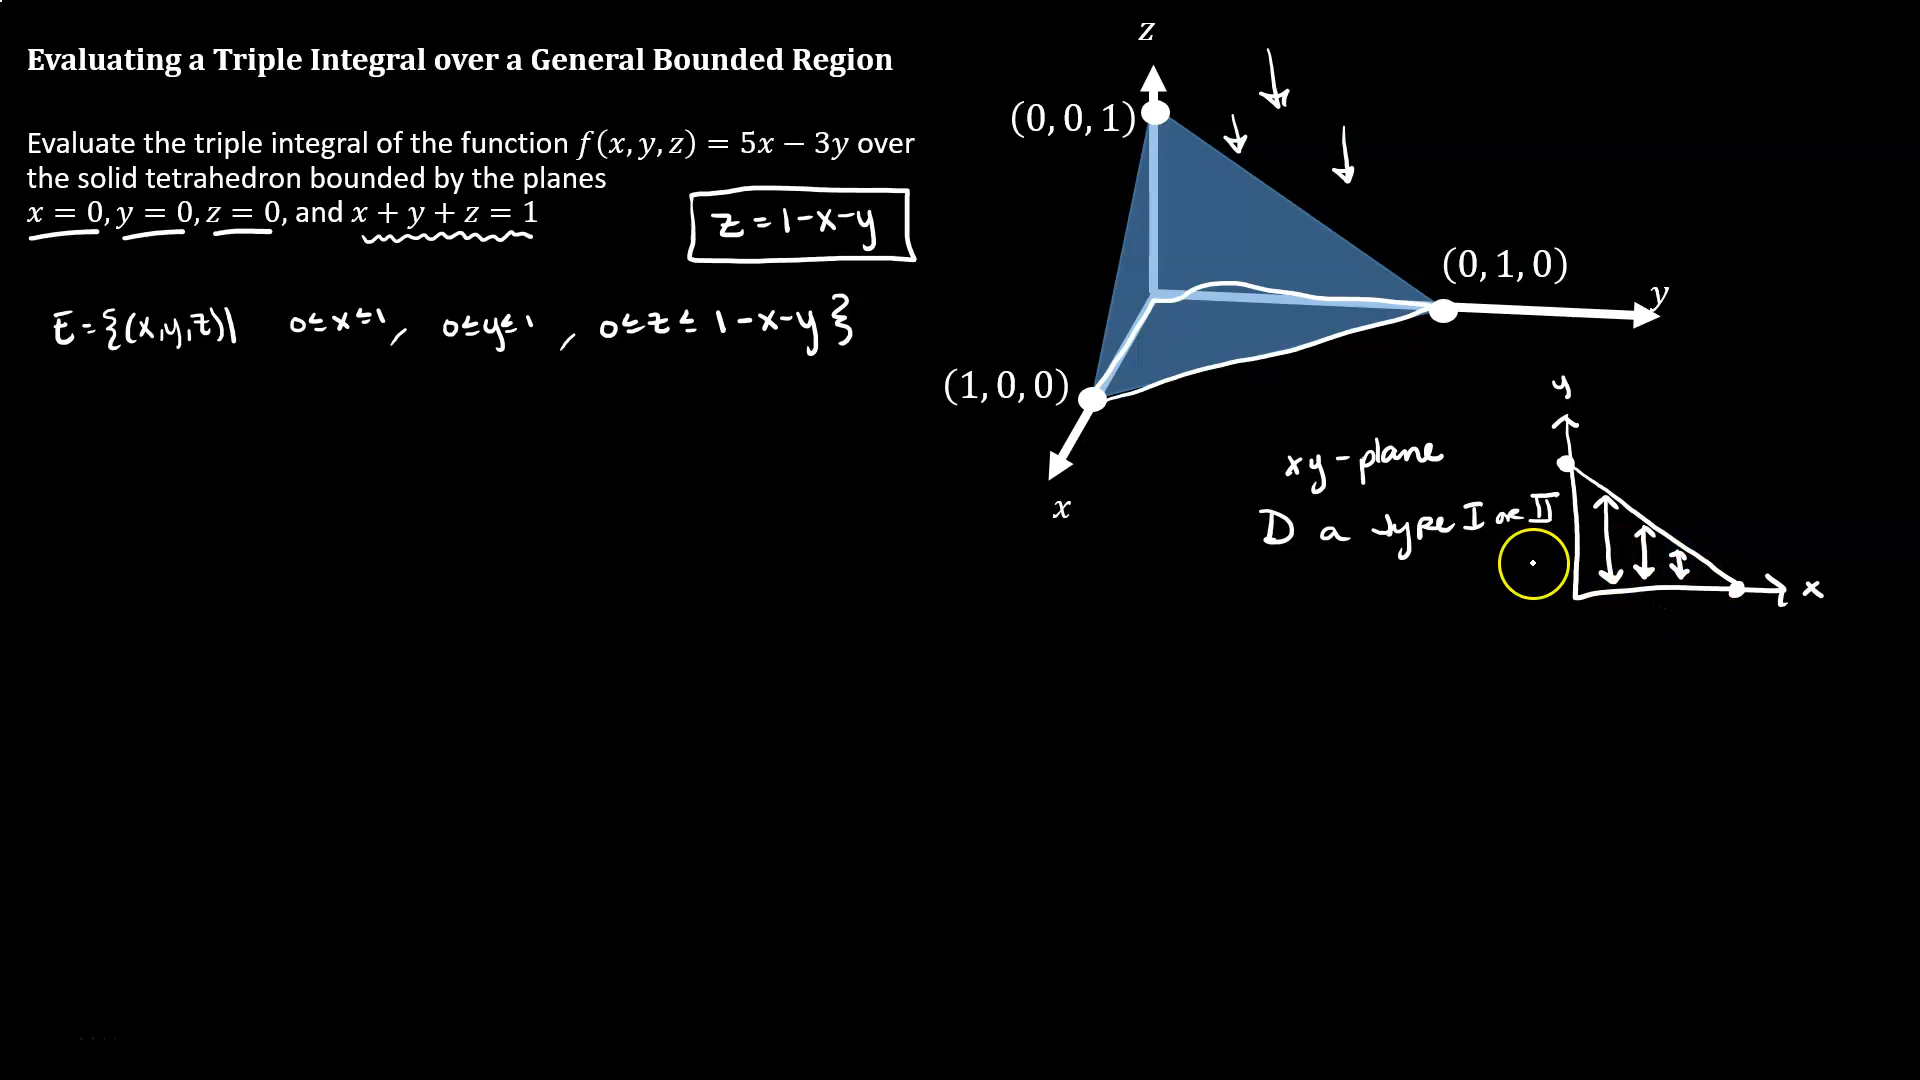 Evaluating a Triple Integral over a General Bounded Region
Evaluate the triple integral of the function f(x, y, z) = 5x − 3y over
the solid tetrahedron bounded by the planes
x = 0, y = 0, z = 0, and x + y + z = 1
z = 1-x-y
E={(x,y,z)| 0≤x≤1, 0≤y≤1, 0≤z≤ 1-x-y}
z
(0, 0, 1)
(0, 1, 0)
y
(1, 0, 0)
x
xy-plane
D a type I or II
y
x